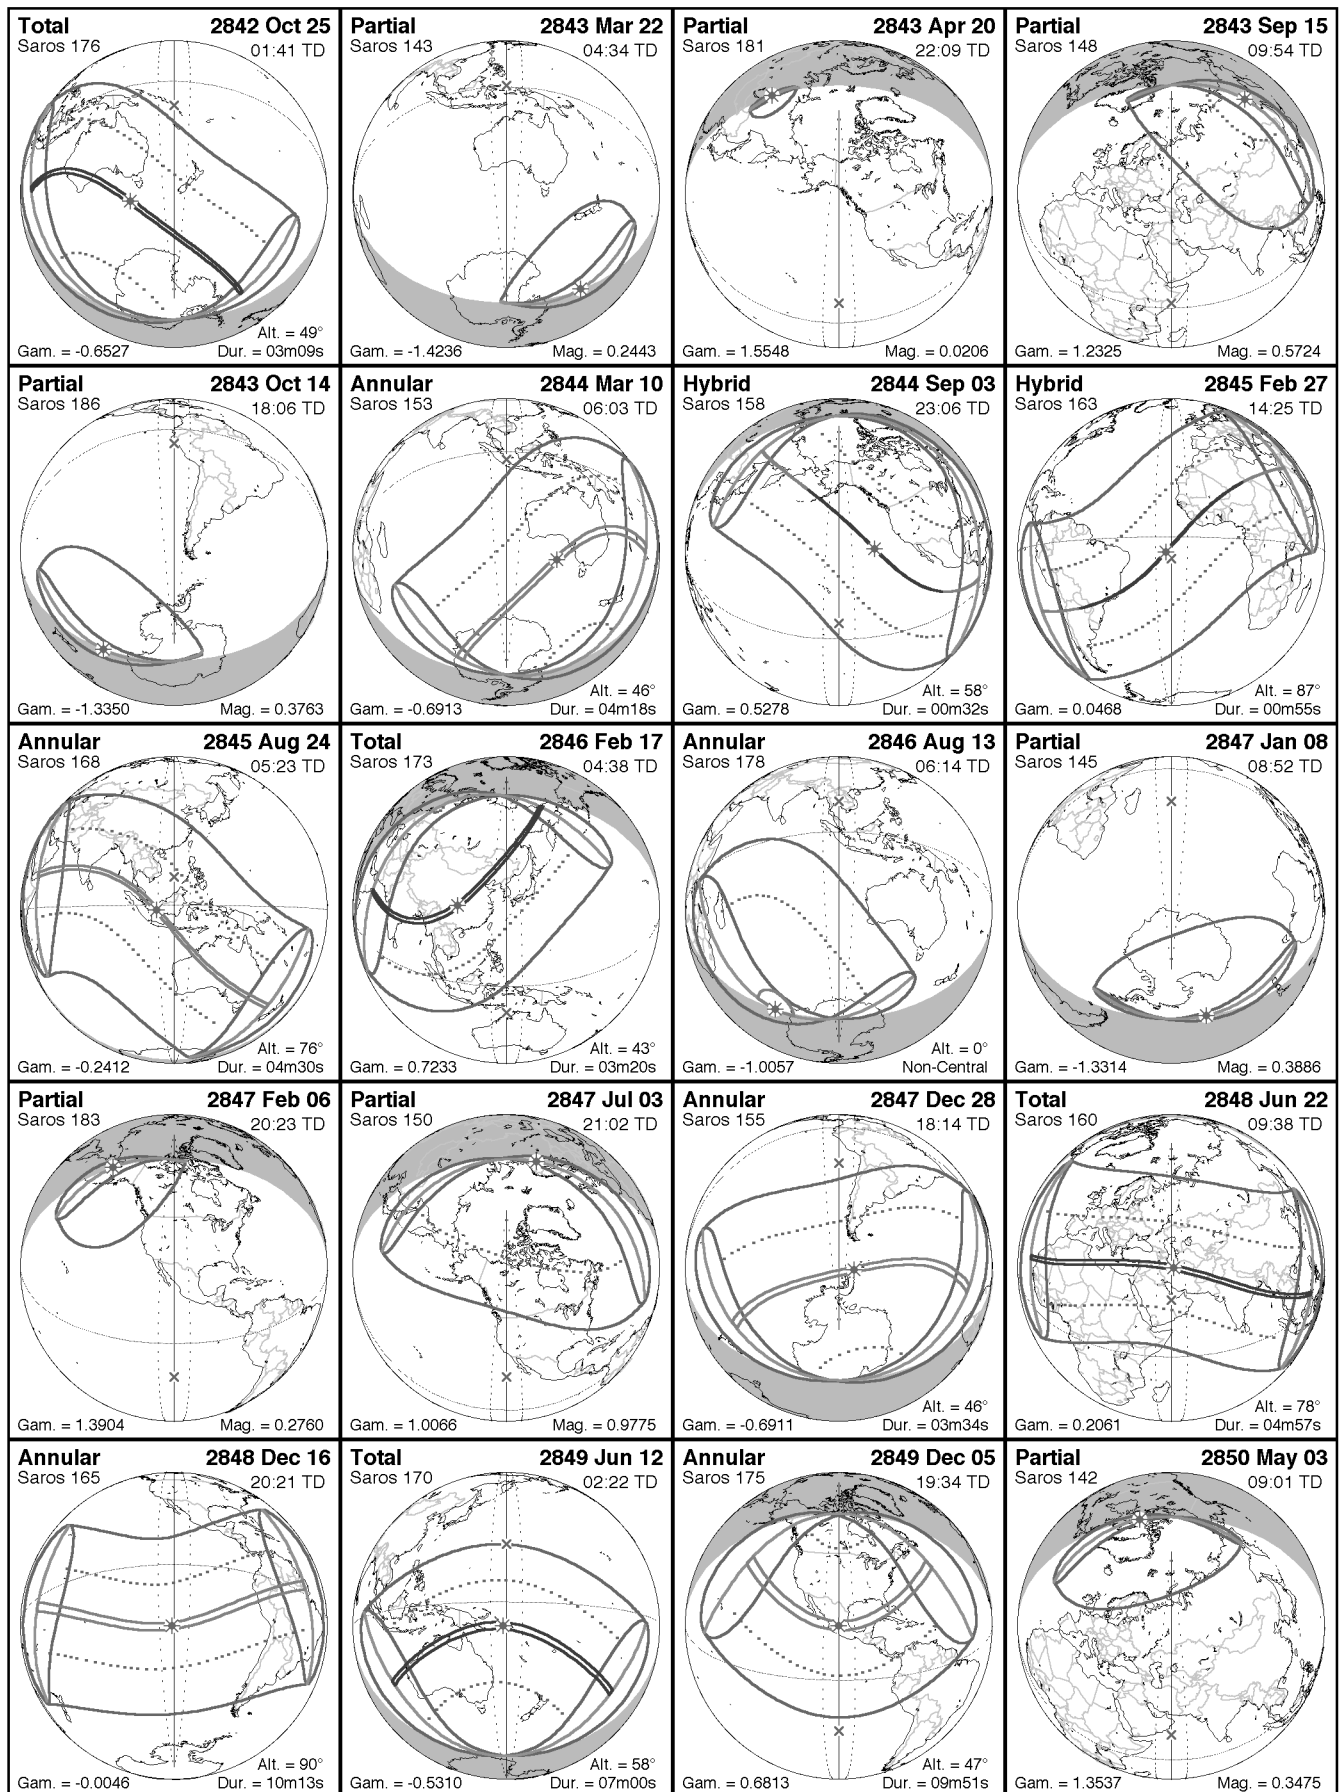 Total 2842 Oct 25
Saros 176 01:41 TD
Alt. = 49°
Gam. = -0.6527 Dur. = 03m09s
Partial 2843 Mar 22
Saros 143 04:34 TD
Gam. = -1.4236 Mag. = 0.2443
Partial 2843 Apr 20
Saros 181 22:09 TD
Gam. = 1.5548 Mag. = 0.0206
Partial 2843 Sep 15
Saros 148 09:54 TD
Gam. = 1.2325 Mag. = 0.5724
Partial 2843 Oct 14
Saros 186 18:06 TD
Gam. = -1.3350 Mag. = 0.3763
Annular 2844 Mar 10
Saros 153 06:03 TD
Alt. = 46°
Gam. = -0.6913 Dur. = 04m18s
Hybrid 2844 Sep 03
Saros 158 23:06 TD
Alt. = 58°
Gam. = 0.5278 Dur. = 00m32s
Hybrid 2845 Feb 27
Saros 163 14:25 TD
Alt. = 87°
Gam. = 0.0468 Dur. = 00m55s
Annular 2845 Aug 24
Saros 168 05:23 TD
Alt. = 76°
Gam. = -0.2412 Dur. = 04m30s
Total 2846 Feb 17
Saros 173 04:38 TD
Alt. = 43°
Gam. = 0.7233 Dur. = 03m20s
Annular 2846 Aug 13
Saros 178 06:14 TD
Alt. = 0°
Gam. = -1.0057 Non-Central
Partial 2847 Jan 08
Saros 145 08:52 TD
Gam. = -1.3314 Mag. = 0.3886
Partial 2847 Feb 06
Saros 183 20:23 TD
Gam. = 1.3904 Mag. = 0.2760
Partial 2847 Jul 03
Saros 150 21:02 TD
Gam. = 1.0066 Mag. = 0.9775
Annular 2847 Dec 28
Saros 155 18:14 TD
Alt. = 46°
Gam. = -0.6911 Dur. = 03m34s
Total 2848 Jun 22
Saros 160 09:38 TD
Alt. = 78°
Gam. = 0.2061 Dur. = 04m57s
Annular 2848 Dec 16
Saros 165 20:21 TD
Alt. = 90°
Gam. = -0.0046 Dur. = 10m13s
Total 2849 Jun 12
Saros 170 02:22 TD
Alt. = 58°
Gam. = -0.5310 Dur. = 07m00s
Annular 2849 Dec 05
Saros 175 19:34 TD
Alt. = 47°
Gam. = 0.6813 Dur. = 09m51s
Partial 2850 May 03
Saros 142 09:01 TD
Gam. = 1.3537 Mag. = 0.3475